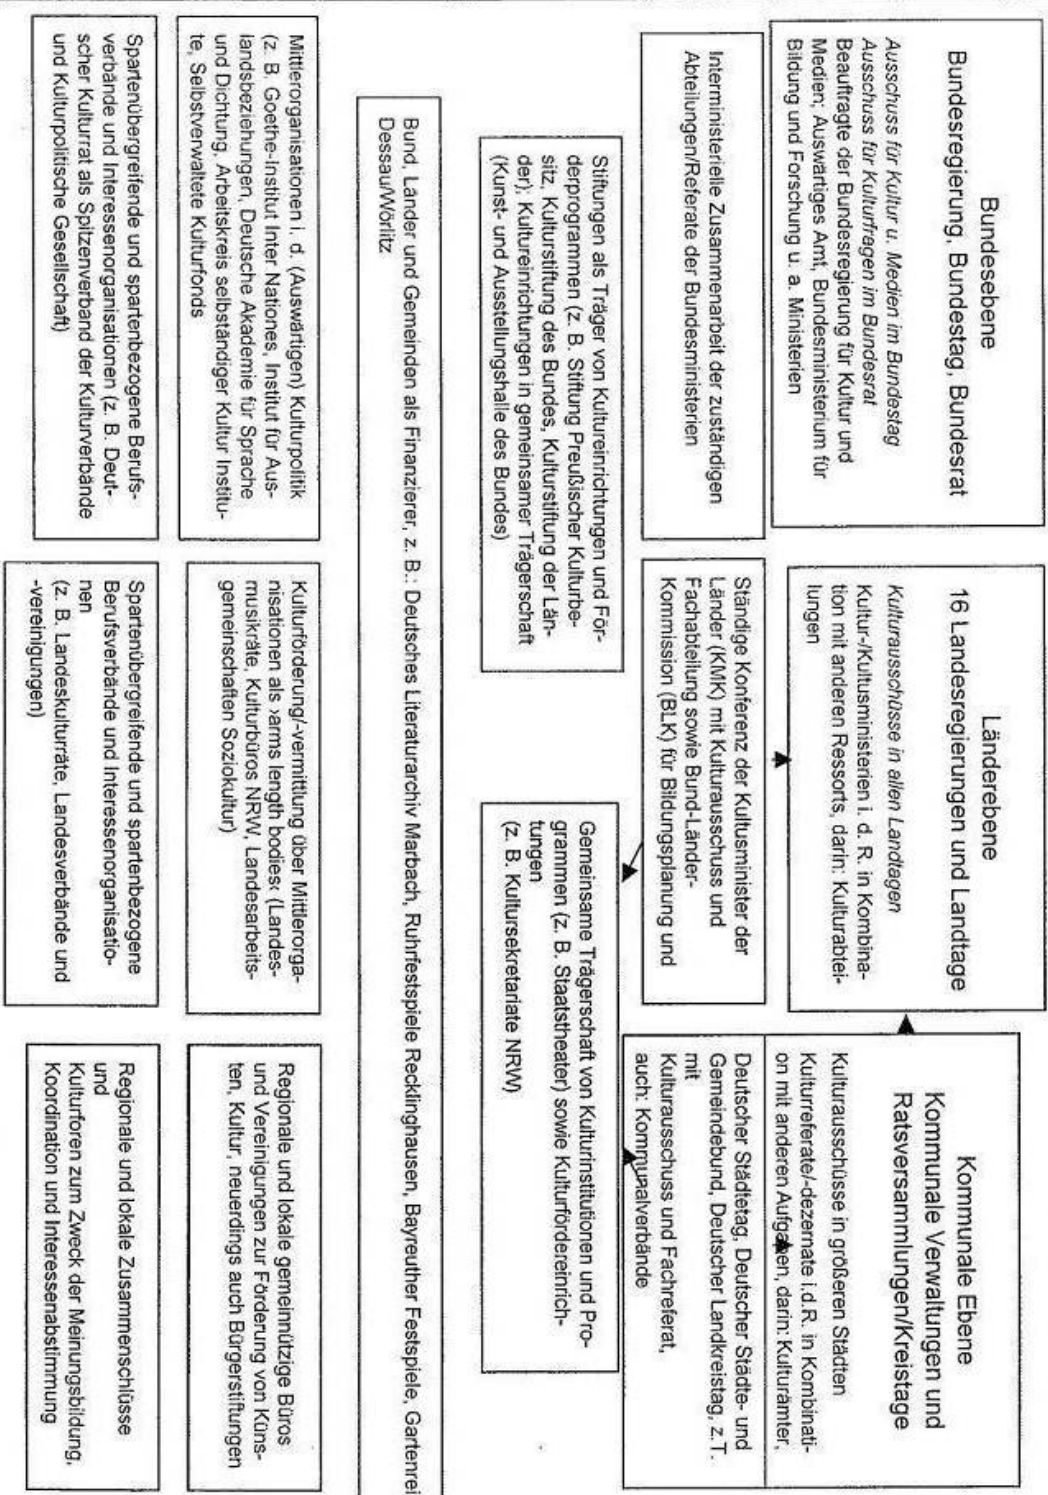 Bundesebene
Bundesregierung, Bundestag, Bundesrat
Ausschuss für Kultur u. Medien im Bundestag
Ausschuss für Kulturfragen im Bundesrat
Beauftragte der Bundesregierung für Kultur und
Medien; Auswärtiges Amt, Bundesministerium für
Bildung und Forschung u. a. Ministerien
Länderebene
16 Landesregierungen und Landtage
Kulturausschüsse in allen Landtagen
Kultur-/Kultusministerien i. d. R. in Kombina-
tion mit anderen Ressorts, darin: Kulturabtei-
lungen
Kommunale Ebene
Kommunale Verwaltungen und
Ratsversammlungen/Kreistage
Kulturausschüsse in größeren Städten
Kulturreferate/-dezernate i.d.R. in Kombinati-
on mit anderen Aufgaben, darin: Kulturämter,
Interministerielle Zusammenarbeit der zuständigen
Abteilungen/Referate der Bundesministerien
Ständige Konferenz der Kultusminister der
Länder (KMK) mit Kulturausschuss und
Fachabteilung sowie Bund-Länder-
Kommission (BLK) für Bildungsplanung und
Deutscher Städtetag, Deutscher Städte- und
Gemeindebund, Deutscher Landkreistag, z.T.
mit
Kulturausschuss und Fachreferat,
auch: Kommunalverbände
Stiftungen als Träger von Kultureinrichtungen und För-
derprogrammen (z. B. Stiftung Preußischer Kulturbe-
sitz, Kulturstiftung des Bundes, Kulturstiftung der Län-
der); Kultureinrichtungen in gemeinsamer Trägerschaft
(Kunst- und Ausstellungshalle des Bundes)
Gemeinsame Trägerschaft von Kulturinstitutionen und Pro-
grammen (z. B. Staatstheater) sowie Kulturfördereinrich-
tungen
(z. B. Kultursekretariate NRW)
Bund, Länder und Gemeinden als Finanzierer, z. B.: Deutsches Literaturarchiv Marbach, Ruhrfestspiele Recklinghausen, Bayreuther Festspiele, Gartenrei
Dessau/Wörlitz
Mittlerorganisationen i. d. (Auswärtigen) Kulturpolitik
(z. B. Goethe-Institut Inter Nationes, Institut für Aus-
landsbeziehungen, Deutsche Akademie für Sprache
und Dichtung, Arbeitskreis selbständiger Kultur Institu-
te, Selbstverwaltete Kulturfonds
Kulturförderung/-vermittlung über Mittlerorga-
nisationen als ›arms length bodies‹ (Landes-
musikräte, Kulturbüros NRW, Landesarbeits-
gemeinschaften Soziokultur)
Regionale und lokale gemeinnützige Büros
und Vereinigungen zur Förderung von Küns-
ten, Kultur, neuerdings auch Bürgerstiftungen
Spartenübergreifende und spartenbezogene Berufs-
verbände und Interessenorganisationen (z. B. Deut-
scher Kulturrat als Spitzenverband der Kulturverbände
und Kulturpolitische Gesellschaft)
Spartenübergreifende und spartenbezogene
Berufsverbände und Interessenorganisatio-
nen
(z. B. Landeskulturräte, Landesverbände und
-vereinigungen)
Regionale und lokale Zusammenschlüsse
und
Kulturforen zum Zweck der Meinungsbildung,
Koordination und Interessenabstimmung